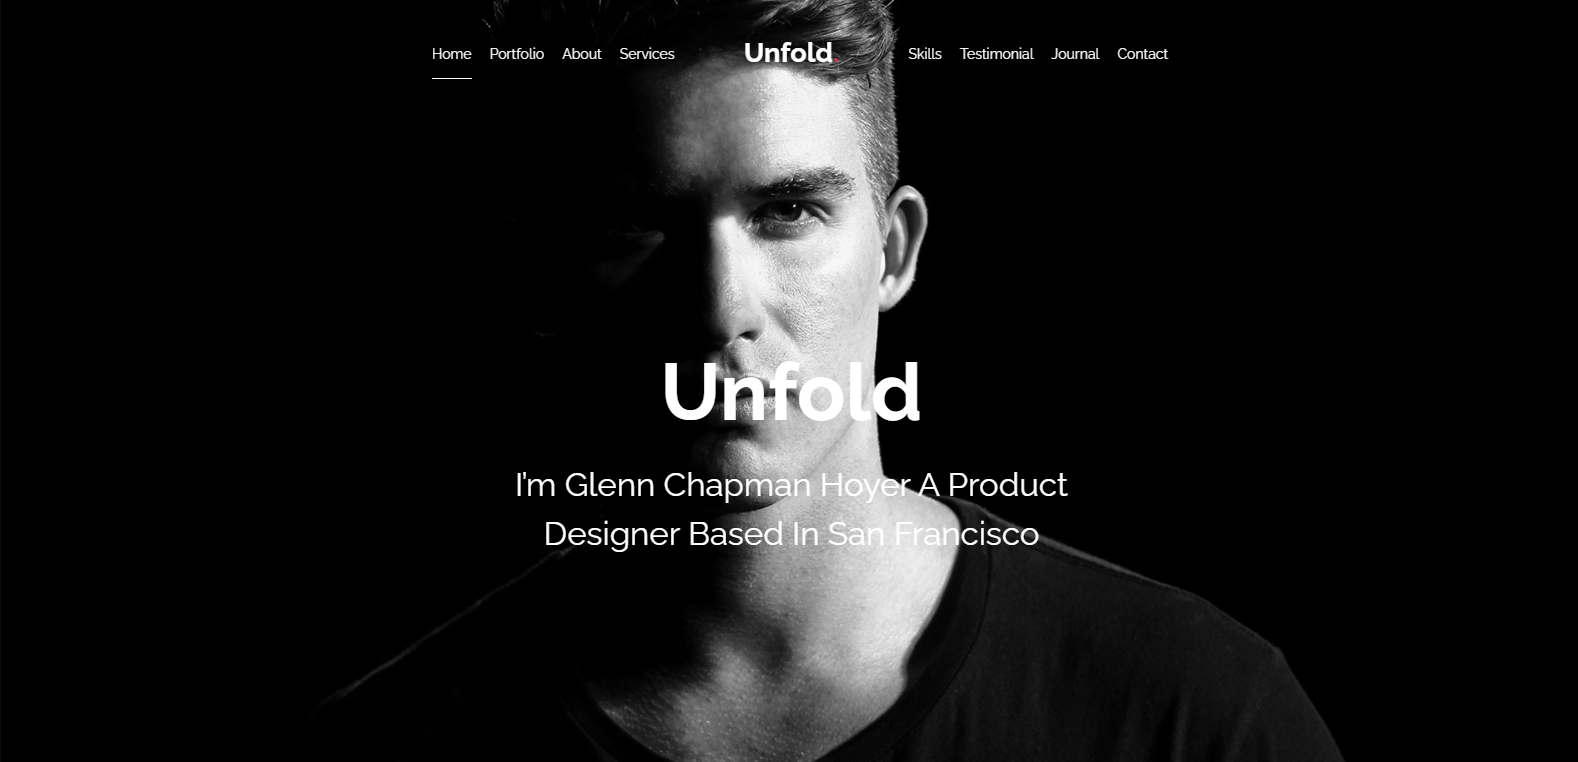 Home Portfolio About Services Unfold. Skills Testimonial Journal Contact
Unfold
I'm Glenn Chapman Hoyer A Product
Designer Based In San Francisco